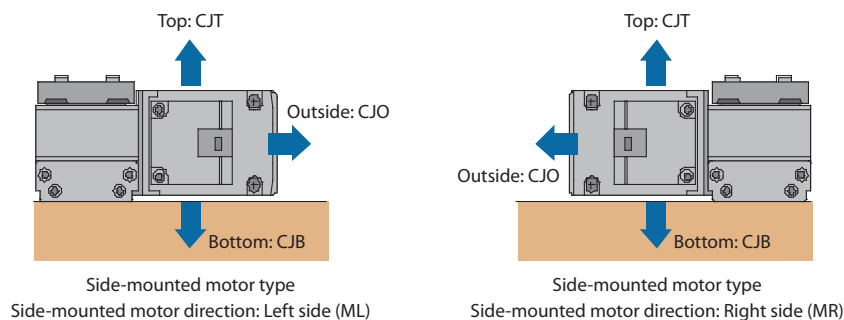 Top: CJT
Outside: CJO
Bottom: CJB
Side-mounted motor type
Side-mounted motor direction: Left side (ML)
Top: CJT
Outside: CJO
Bottom: CJB
Side-mounted motor type
Side-mounted motor direction: Right side (MR)